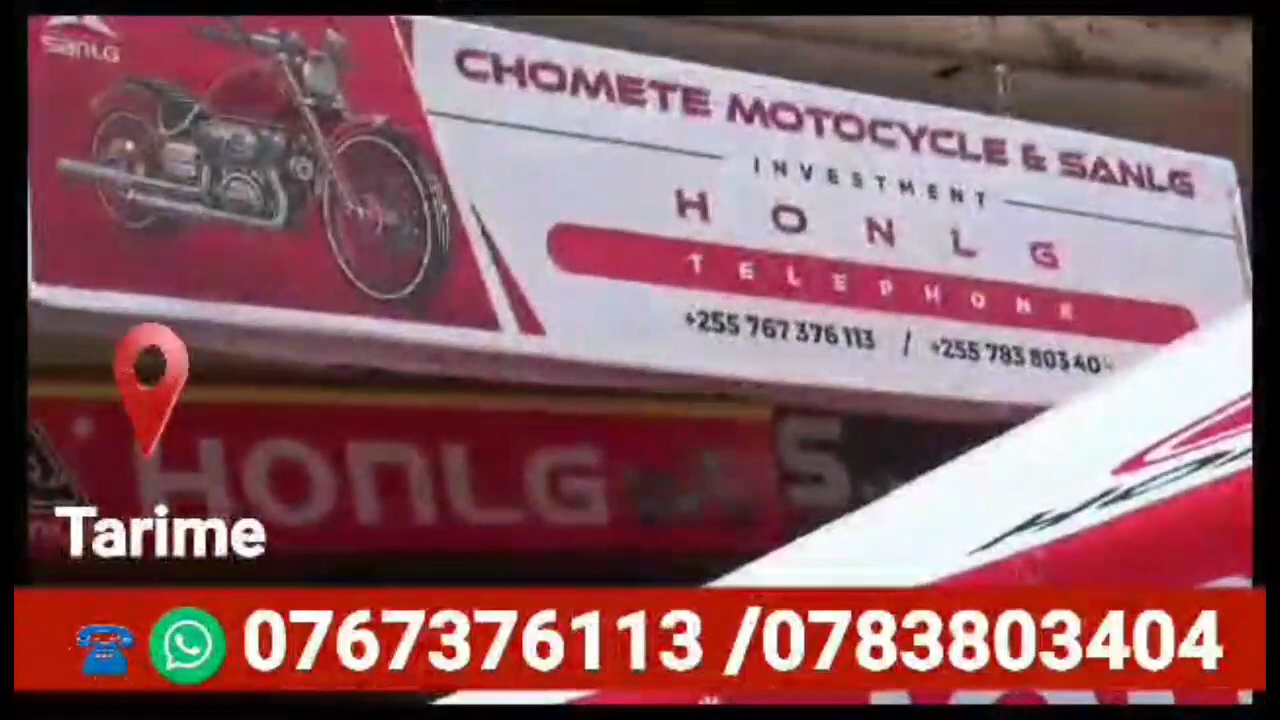 SANLG
CHOMETE MOTOCYCLE & SANLG
INVESTMENT
HONLG
TELEPHONE
+255 767 376 113 / +255 783 803 40
HONLG
Tarime
0767376113 /0783803404